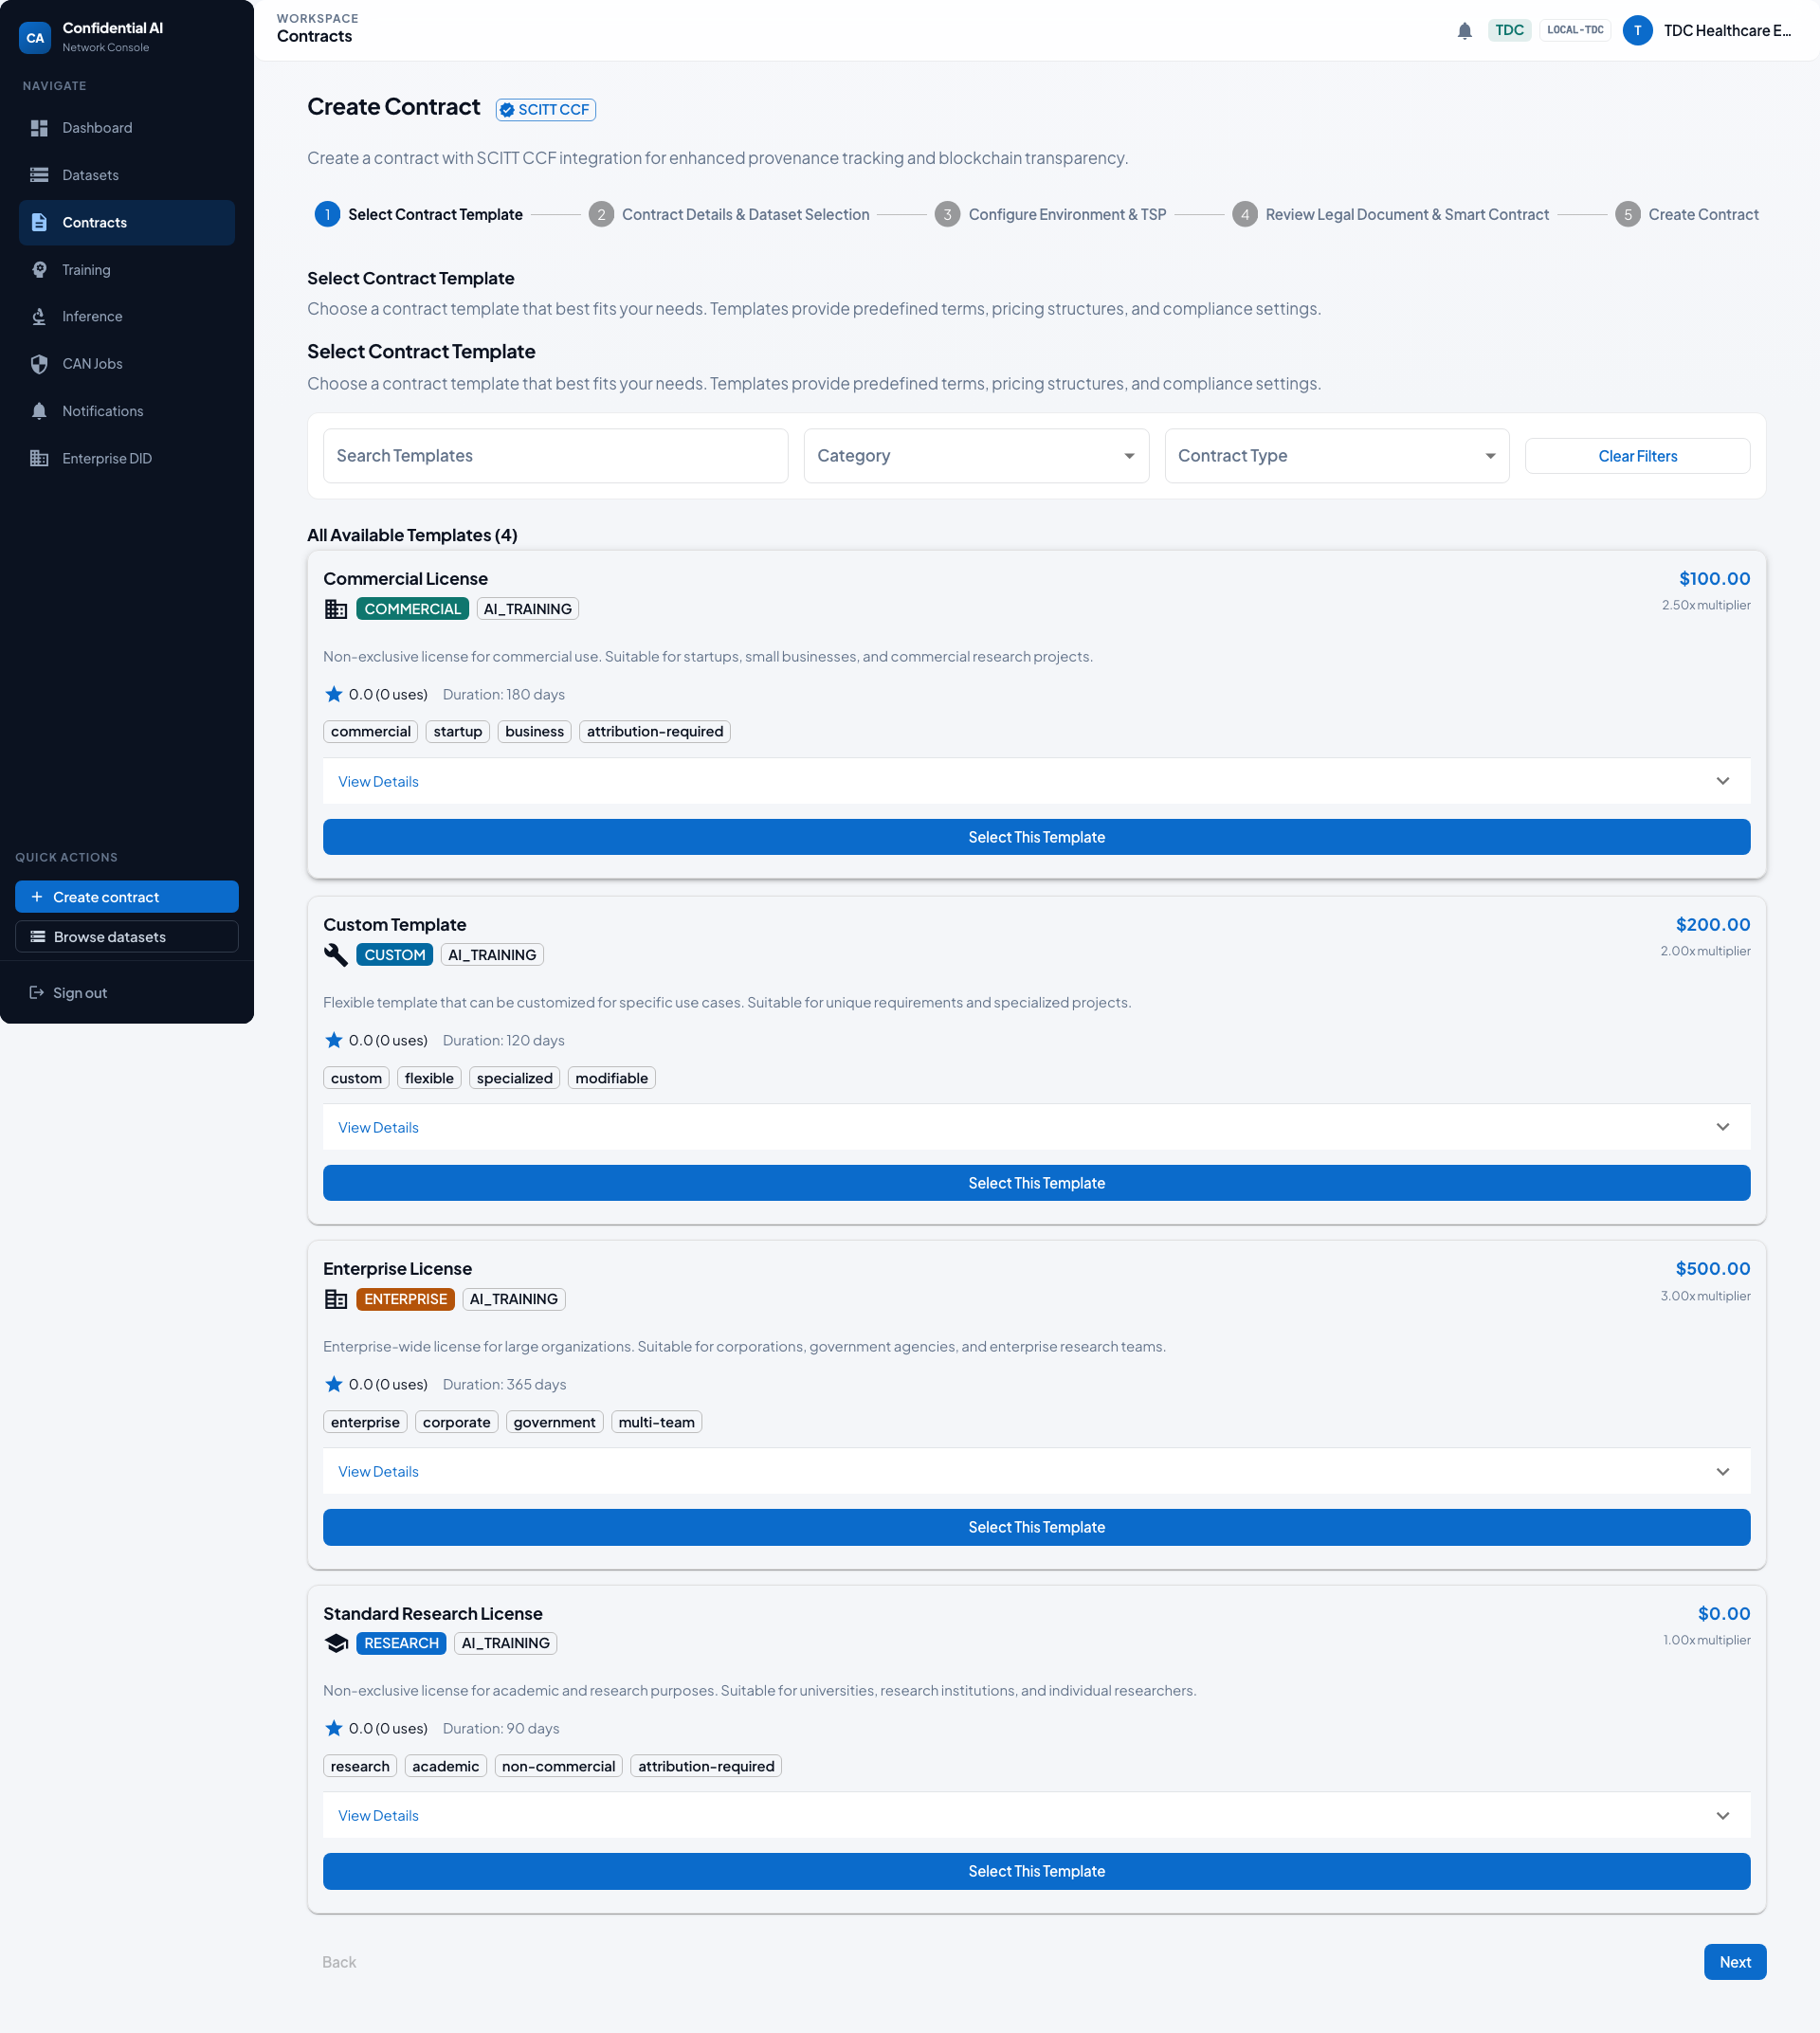 CA
Confidential AI
Network Console
NAVIGATE
Dashboard
Datasets
Contracts
Training
Inference
CAN Jobs
Notifications
Enterprise DID
QUICK ACTIONS
+ Create contract
Browse datasets
Sign out
WORKSPACE
Contracts
TDC
LOCAL-TDC
T
TDC Healthcare E...
Create Contract
SCITT CCF
Create a contract with SCITT CCF integration for enhanced provenance tracking and blockchain transparency.
1 Select Contract Template
2 Contract Details & Dataset Selection
3 Configure Environment & TSP
4 Review Legal Document & Smart Contract
5 Create Contract
Select Contract Template
Choose a contract template that best fits your needs. Templates provide predefined terms, pricing structures, and compliance settings.
Select Contract Template
Choose a contract template that best fits your needs. Templates provide predefined terms, pricing structures, and compliance settings.
Search Templates
Category
Contract Type
Clear Filters
All Available Templates (4)
Commercial License
$100.00
COMMERCIAL
AI_TRAINING
2.50x multiplier
Non-exclusive license for commercial use. Suitable for startups, small businesses, and commercial research projects.
0.0 (0 uses)
Duration: 180 days
commercial
startup
business
attribution-required
View Details
Select This Template
Custom Template
$200.00
CUSTOM
AI_TRAINING
2.00x multiplier
Flexible template that can be customized for specific use cases. Suitable for unique requirements and specialized projects.
0.0 (0 uses)
Duration: 120 days
custom
flexible
specialized
modifiable
View Details
Select This Template
Enterprise License
$500.00
ENTERPRISE
AI_TRAINING
3.00x multiplier
Enterprise-wide license for large organizations. Suitable for corporations, government agencies, and enterprise research teams.
0.0 (0 uses)
Duration: 365 days
enterprise
corporate
government
multi-team
View Details
Select This Template
Standard Research License
$0.00
RESEARCH
AI_TRAINING
1.00x multiplier
Non-exclusive license for academic and research purposes. Suitable for universities, research institutions, and individual researchers.
0.0 (0 uses)
Duration: 90 days
research
academic
non-commercial
attribution-required
View Details
Select This Template
Back
Next